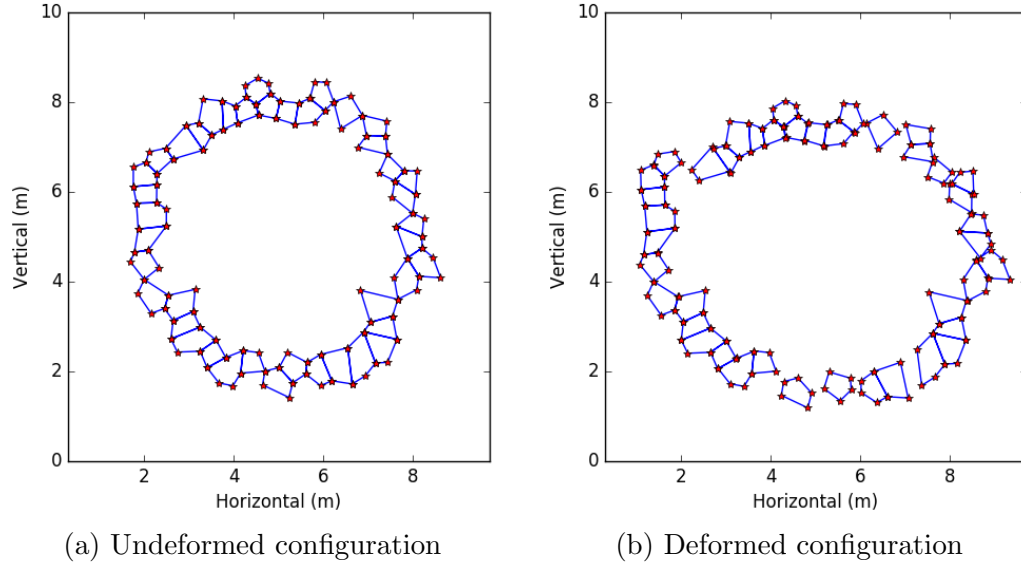 10
8
6
4
2
0
Vertical (m)
2 4 6 8
Horizontal (m)
(a) Undeformed configuration
10
8
6
4
2
0
Vertical (m)
2 4 6 8
Horizontal (m)
(b) Deformed configuration